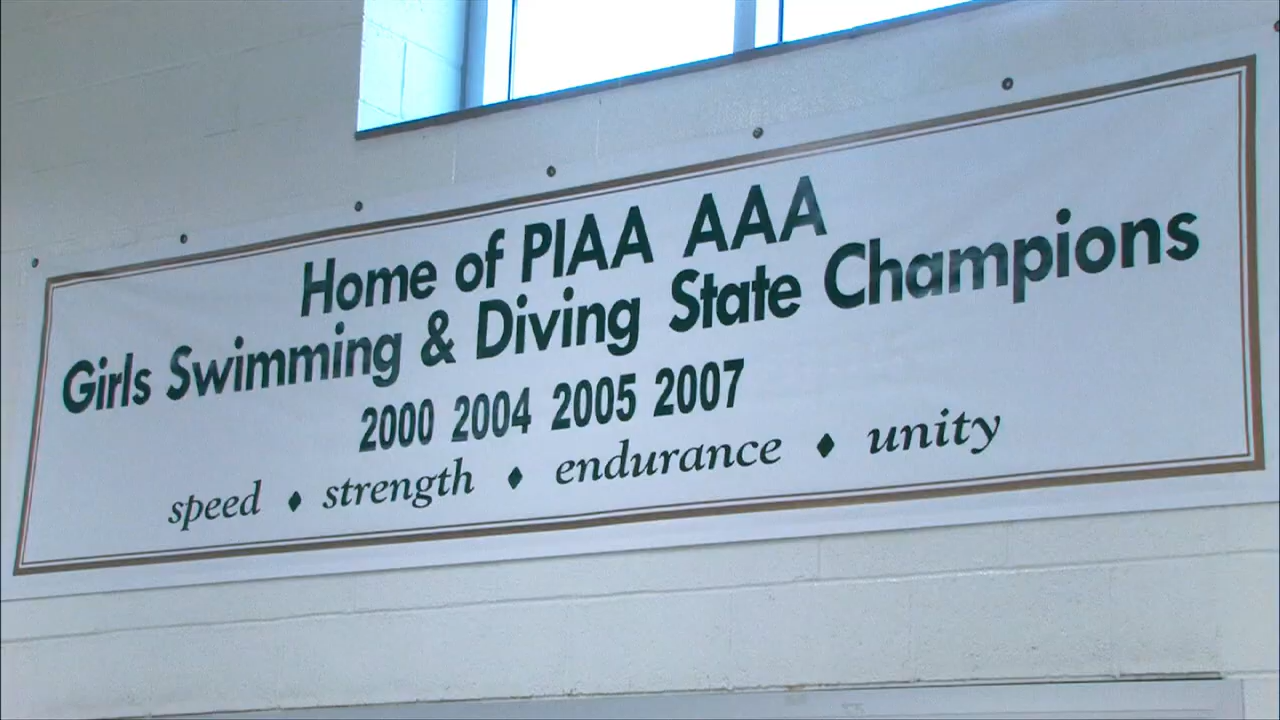 Home of PIAA AAA
Girls Swimming & Diving State Champions
2000 2004 2005 2007
speed ♦ strength ♦ endurance ♦ unity